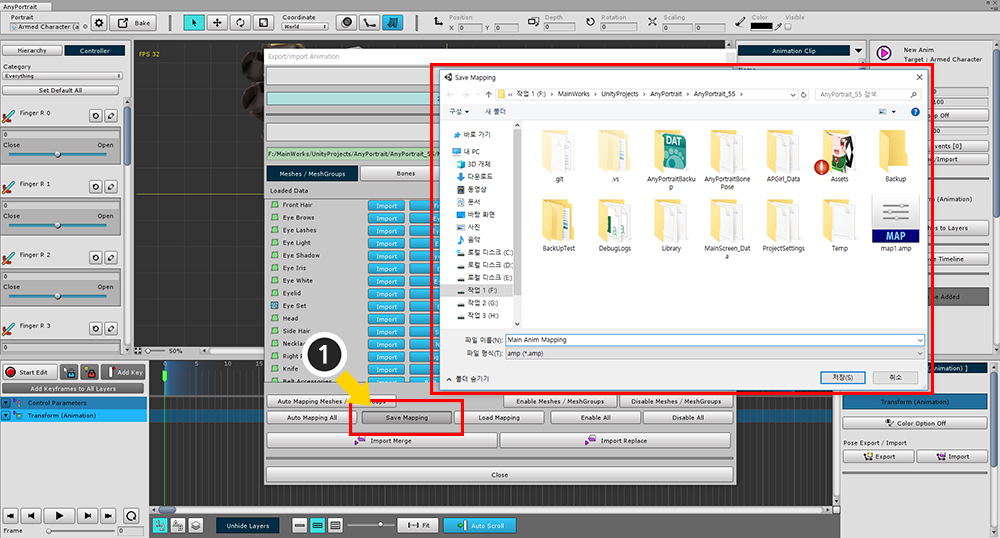 AnyPortrait
Portrait
Armed Character (a
Bake
Coordinate
World
Position
X 0 Y 0
Depth
0
Rotation
0
Scaling
0 0
Color
Visible
Hierarchy
Controller
Category
Everything
Set Default All
Finger R 0
0
Close Open
Finger R 1
0
Close Open
Finger R 2
0
Close Open
Finger R 3
0
FPS 32
50%
Export/Import Animation
F:/MainWorks/UnityProjects/AnyPortrait/AnyPortrait_55/
Meshes / MeshGroups
Bones
Loaded Data
Front Hair Import
Eye Brows Import
Eye Lashes Import
Eye Light Import
Eye Shadow Import
Eye Iris Import
Eye White Import
Eyelid Import
Eye Set Import
Head Import
Side Hair Import
Import
Right Import
Knife Import
Belt Accessories Import
Save Mapping
작업 1 (F:) › MainWorks › UnityProjects › AnyPortrait › AnyPortrait_55 ›
AnyPortrait_55 검색
구성 새 폴더
바로 가기
내 PC
3D 개체
다운로드
동영상
문서
바탕 화면
사진
음악
로컬 디스크 (C:
로컬 디스크 (D:
로컬 디스크 (E:
작업 1 (F:)
작업 2 (G:)
작업 3 (H:)
DAT
.git
.vs
AnyPortraitBackup
AnyPortraitBonePose
APGirl_Data
Assets
Backup
MAP
BackUpTest
DebugLogs
Library
MainScreen_Data
ProjectSettings
Temp
map1.amp
파일 이름(N): Main Anim Mapping
파일 형식(T): amp (*.amp)
폴더 숨기기
저장(S)
취소
1
Auto Mapping Meshes / MeshGroups
Enable Meshes / MeshGroups
Disable Meshes / MeshGroups
Auto Mapping All
Save Mapping
Load Mapping
Enable All
Disable All
Import Merge
Import Replace
Close
Animation Clip
New Anim
Target : Armed Character
Start Edit
Add Key
Add Keyframes to All Layers
Control Parameters
Transform (Animation)
0 5
Frame 0
Unhide Layers
Fit
Auto Scroll
Transform (Animation)
Color Option Off
Pose Export / Import
Export
Import